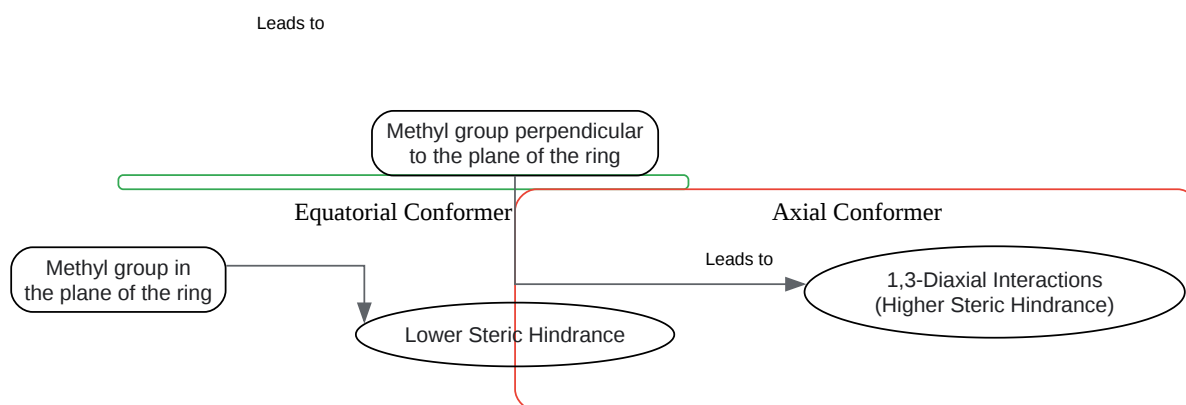 Leads to
Methyl group perpendicular
to the plane of the ring
Equatorial Conformer
Axial Conformer
Methyl group in
the plane of the ring
Leads to
1,3-Diaxial Interactions
(Higher Steric Hindrance)
Lower Steric Hindrance